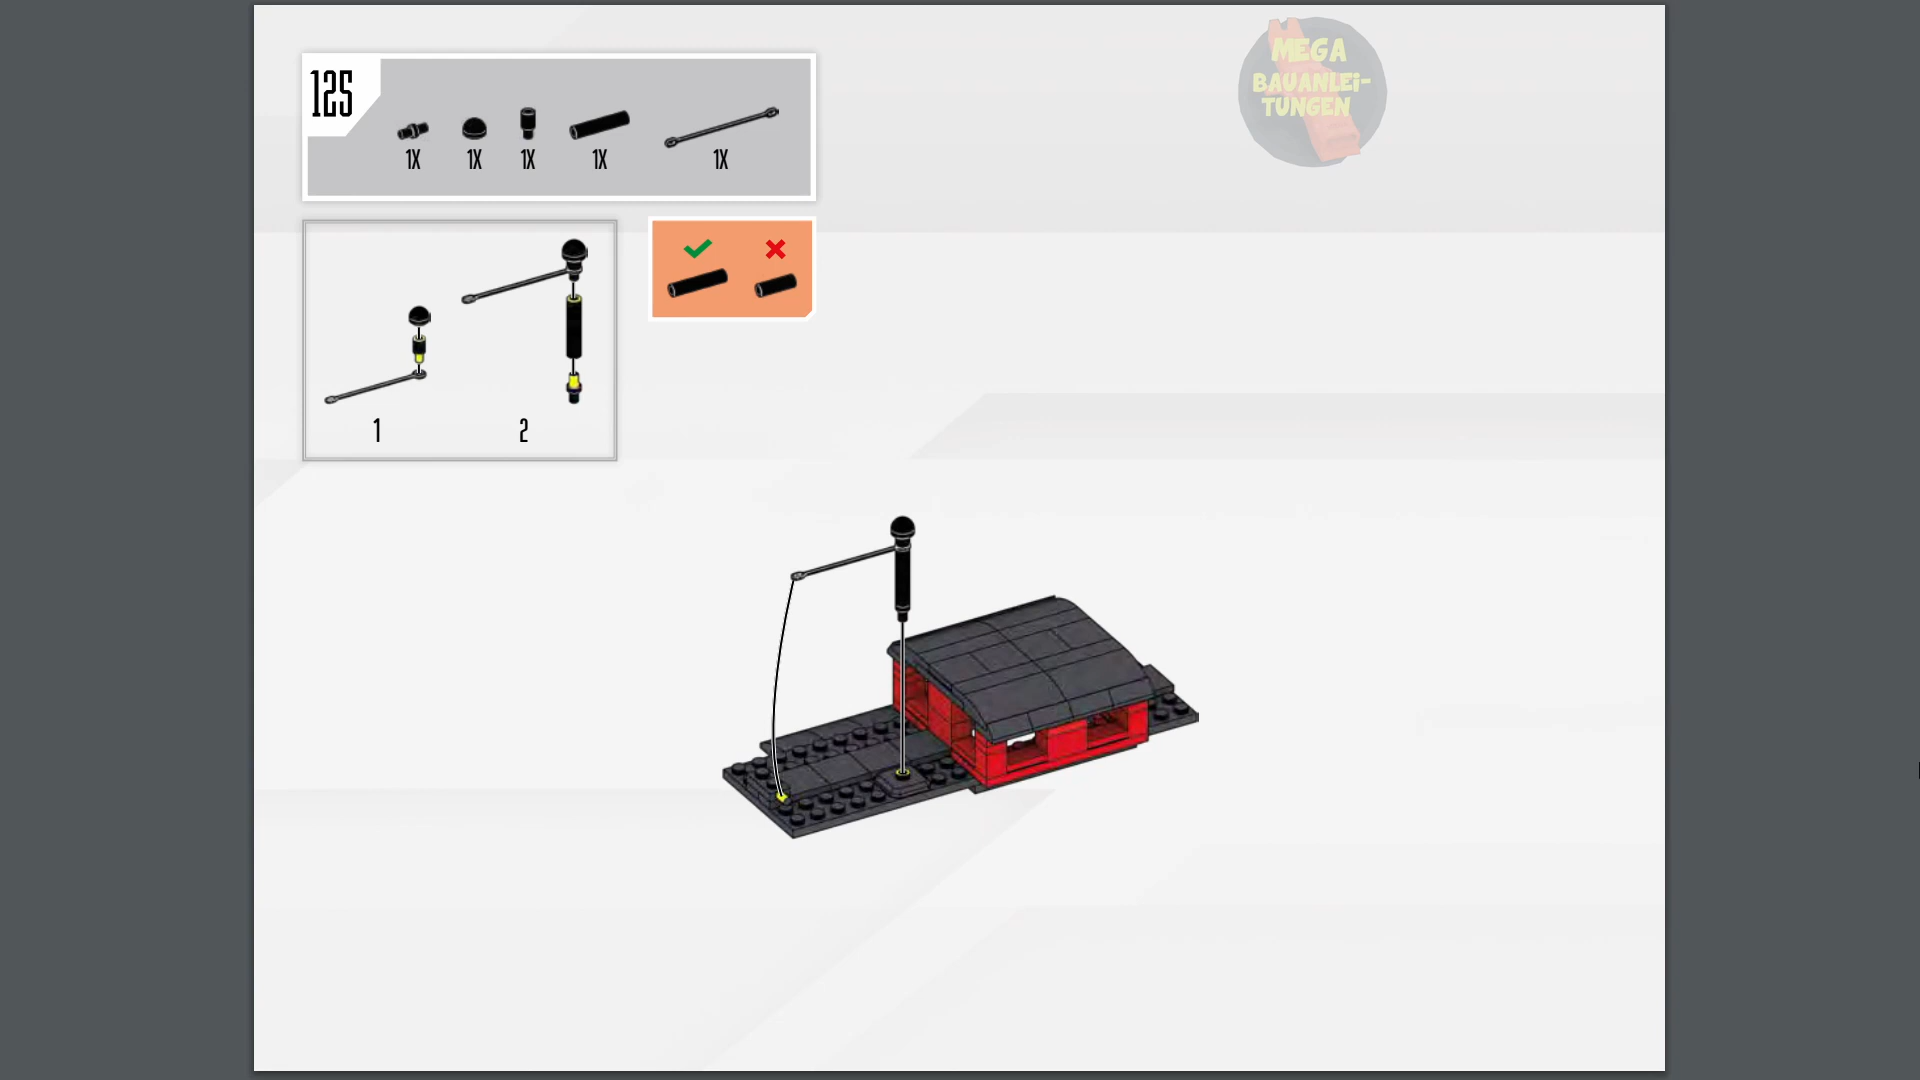 125
1X 1X 1X 1X 1X
1 2
MEGA
BAUANLEi-
TUNGEN